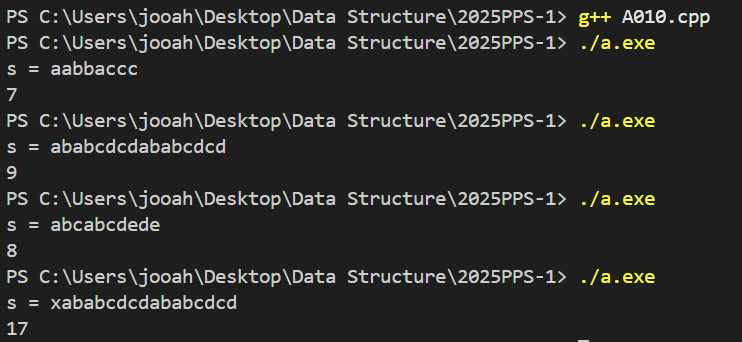 PS C:\Users\jooah\Desktop\Data Structure\2025PPS-1> g++ A010.cpp
PS C:\Users\jooah\Desktop\Data Structure\2025PPS-1> ./a.exe
s = aabbaccc
7
PS C:\Users\jooah\Desktop\Data Structure\2025PPS-1> ./a.exe
s = ababcdcdababcdcd
9
PS C:\Users\jooah\Desktop\Data Structure\2025PPS-1> ./a.exe
s = abcabcdede
8
PS C:\Users\jooah\Desktop\Data Structure\2025PPS-1> ./a.exe
s = xababcdcdababcdcd
17